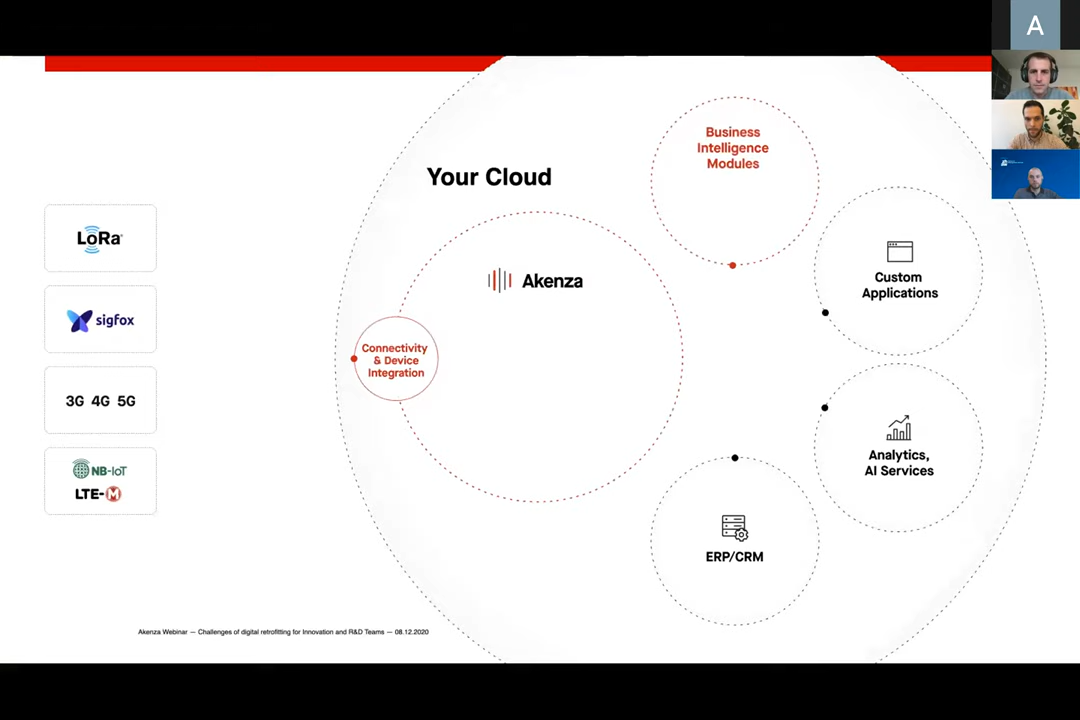 A
Your Cloud
Business
Intelligence
Modules
LoRa
Akenza
Custom
Applications
sigfox
Connectivity
& Device
Integration
3G 4G 5G
NB-IoT
LTE-M
Analytics,
AI Services
ERP/CRM
Akenza Webinar — Challenges of digital retrofitting for Innovation and R&D Teams — 08.12.2020